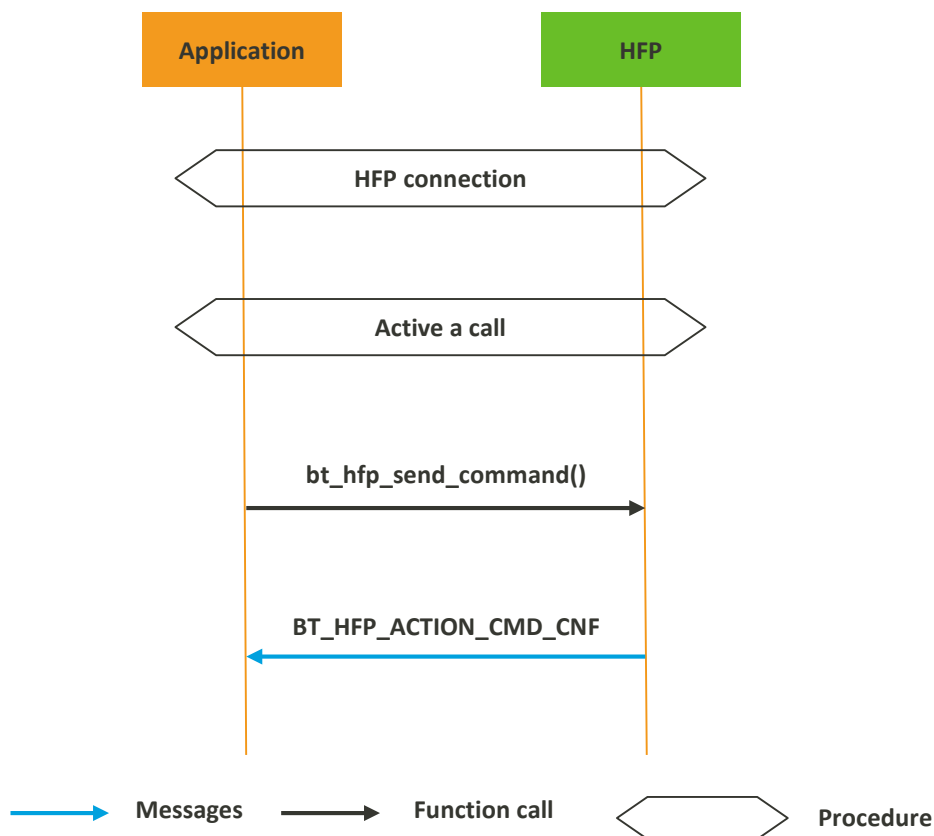 Application
HFP
HFP connection
Active a call
bt_hfp_send_command()
BT_HFP_ACTION_CMD_CNF
Messages
Function call
Procedure